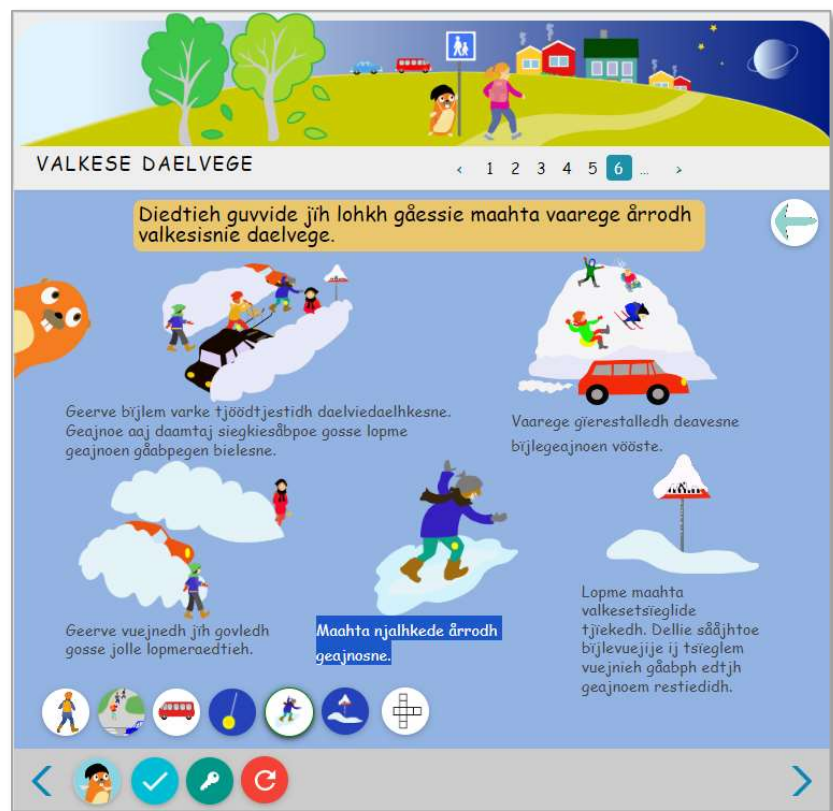 VALKESE DAELVEGE
‹ 1 2 3 4 5 6 ... ›
Diedtieh guvvide jïh lohkh gåessie maahta vaarege årrodh
valkesisnie daelvege.
Geerve bïjlem varke tjöödtjestidh daelviedaelhkesne.
Geajnoe aaj daamtaj siegkiesåbpoe gosse lopme
geajnoen gåabpegen bielesne.
Vaarege gïerestalledh deavesne
bïjlegeajnoen vööste.
Geerve vuejnedh jïh govledh
gosse jolle lopmeraedtieh.
Maahta njalhkede årrodh
geajnosne.
Lopme maahta
valkesetsïeglide
tjïekedh. Dellie sååjhtoe
bïjlevuejije ij tsïeglem
vuejnieh gåabph edtjh
geajnoem restiedidh.